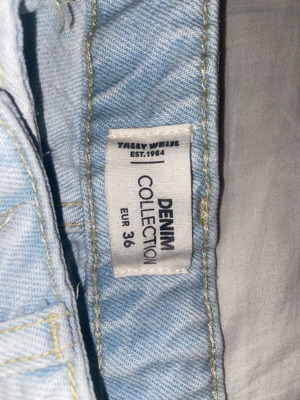 TALLY WEIJL
EST.1984
DENIM
COLLECTION
EUR 36